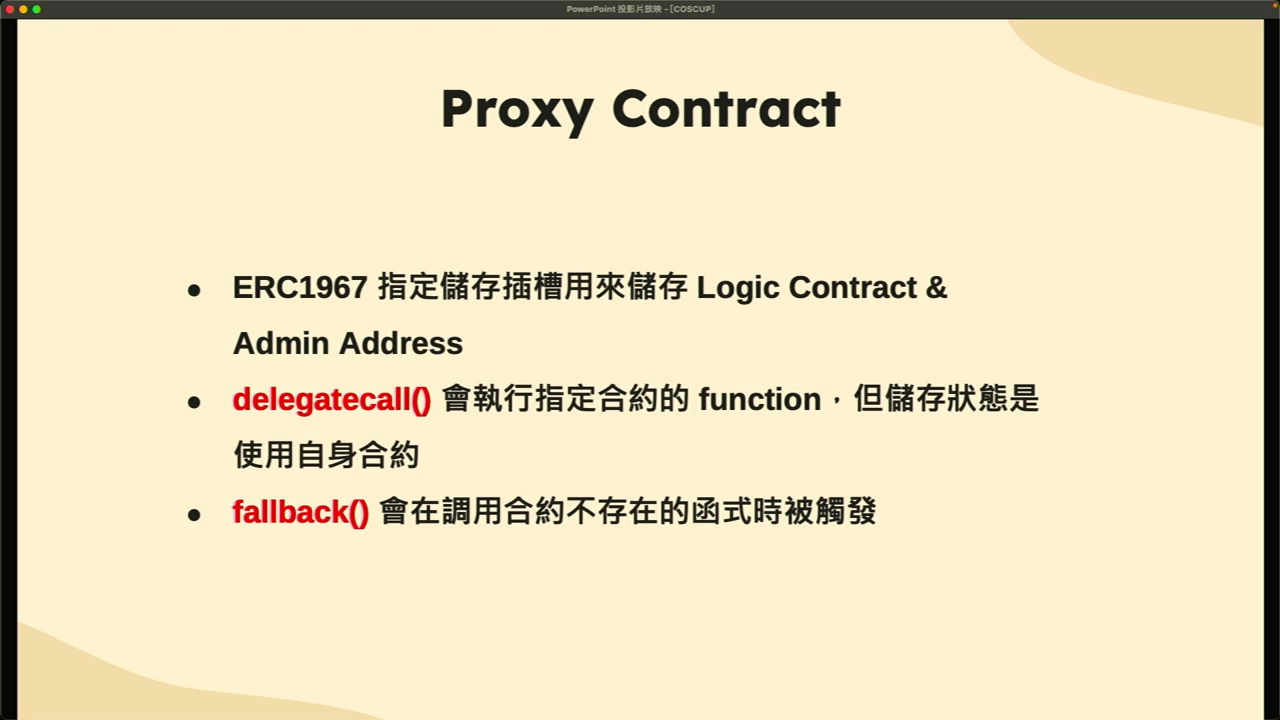 PowerPoint 投影片放映 - [COSCUP]
Proxy Contract
● ERC1967 指定儲存插槽用來儲存 Logic Contract &
Admin Address
● delegatecall() 會執行指定合約的 function，但儲存狀態是
使用自身合約
● fallback() 會在調用合約不存在的函式時被觸發